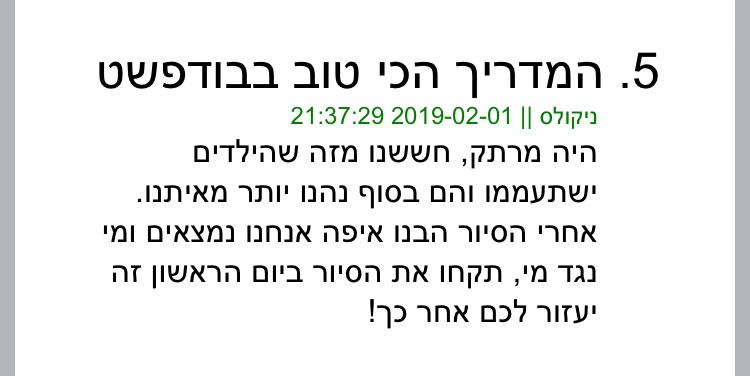 5. המדריך הכי טוב בבודפשט
ניקולס || 2019-02-01 21:37:29
היה מרתק, חששנו מזה שהילדים
ישתעממו והם בסוף נהנו יותר מאיתנו.
אחרי הסיור הבנו איפה אנחנו נמצאים ומי
נגד מי, תקחו את הסיור ביום הראשון זה
יעזור לכם אחר כך!